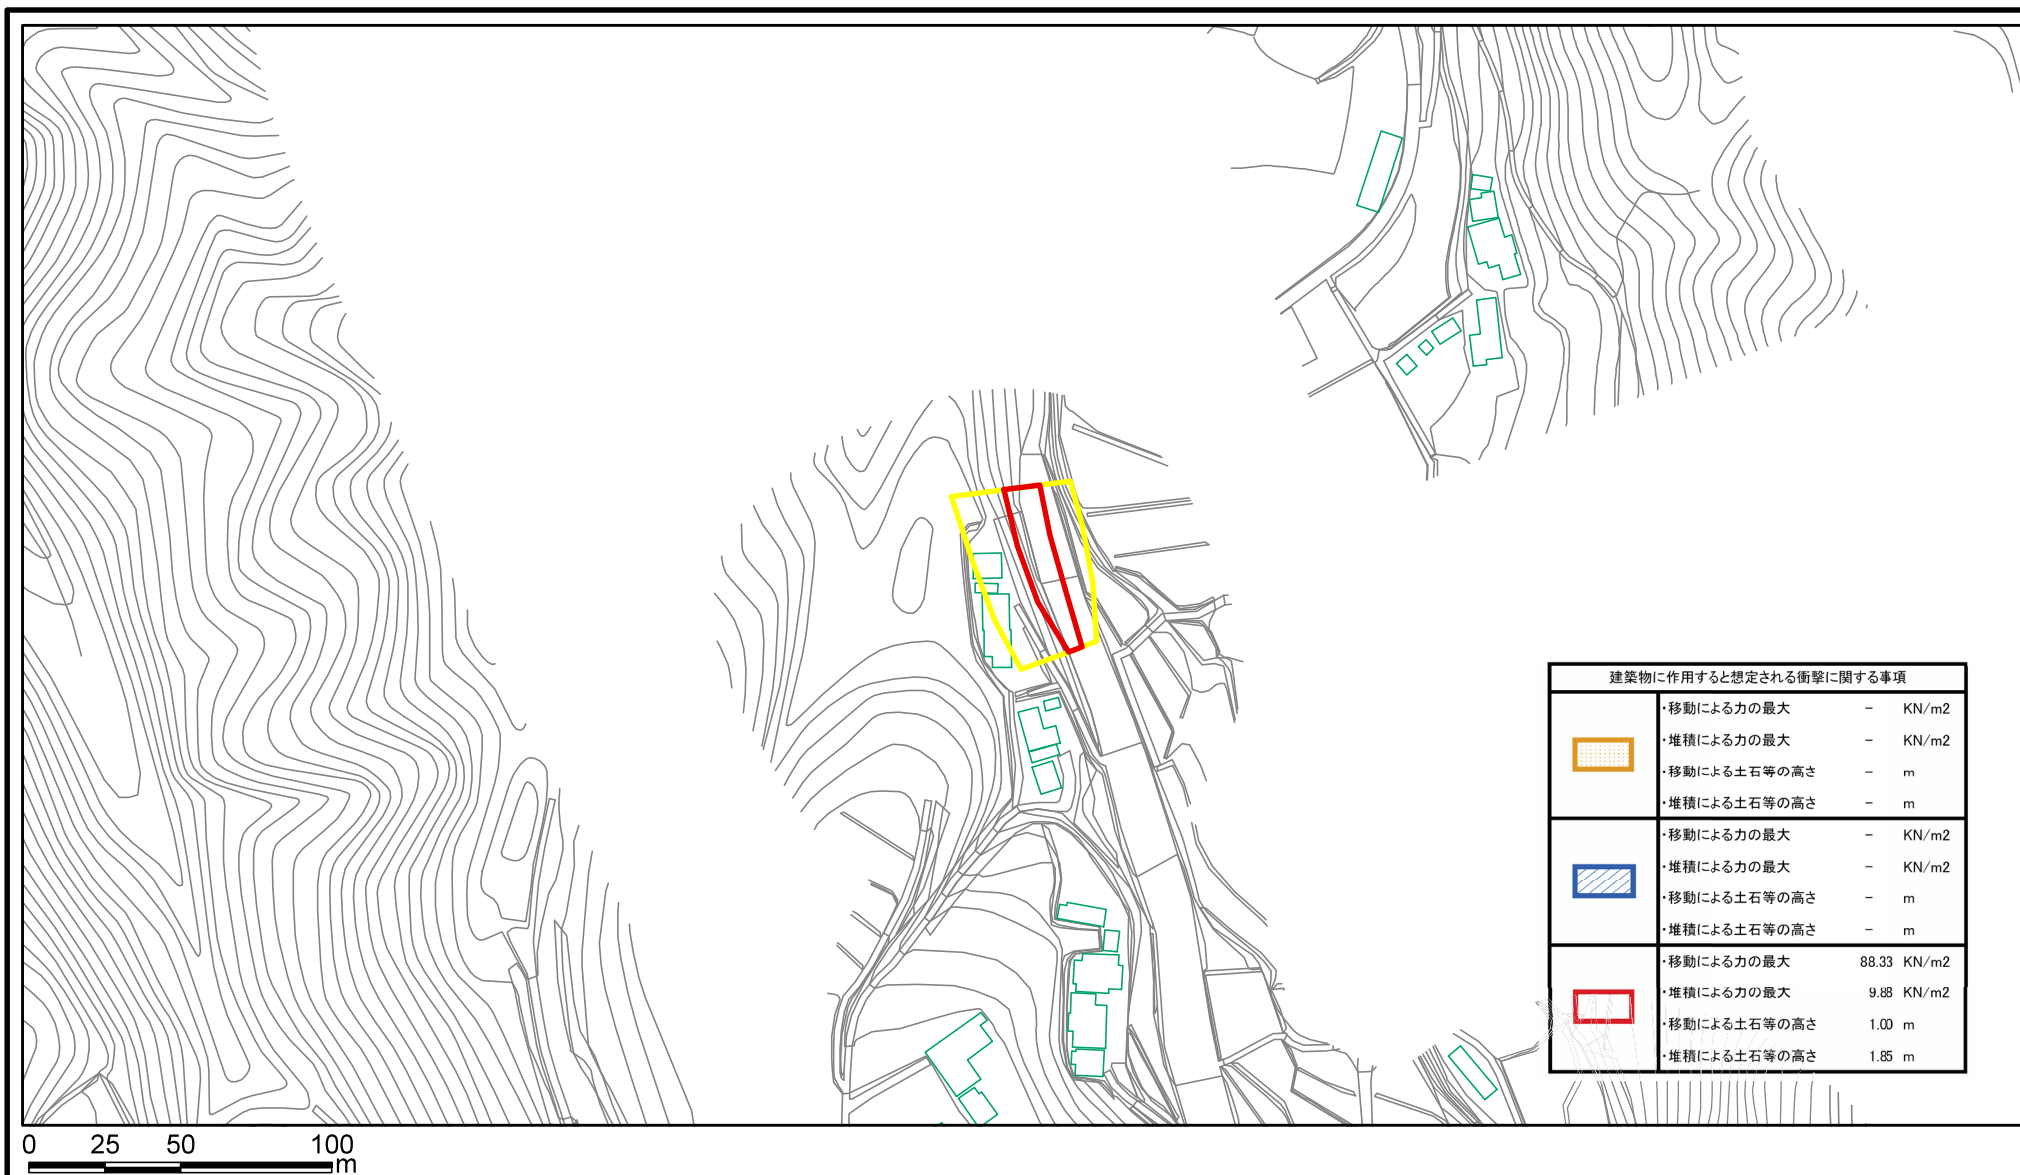 建築物に作用すると想定される衝撃に関する事項
・移動による力の最大 － KN/m2
・堆積による力の最大 － KN/m2
・移動による土石等の高さ － m
・堆積による土石等の高さ － m
・移動による力の最大 － KN/m2
・堆積による力の最大 － KN/m2
・移動による土石等の高さ － m
・堆積による土石等の高さ － m
・移動による力の最大 88.33 KN/m2
・堆積による力の最大 9.88 KN/m2
・移動による土石等の高さ 1.00 m
・堆積による土石等の高さ 1.85 m
0 25 50 100
m